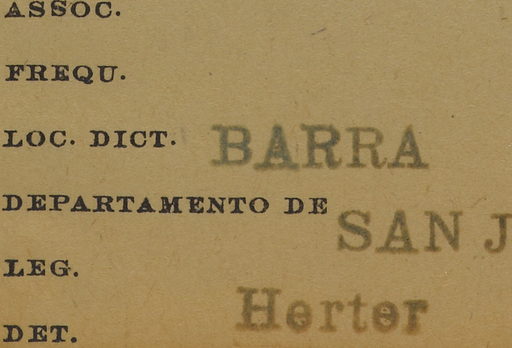 ASSOC.
FREQU.
LOC. DICT. BARRA
DEPARTAMENTO DE
SAN J
LEG.
Herter
DET.